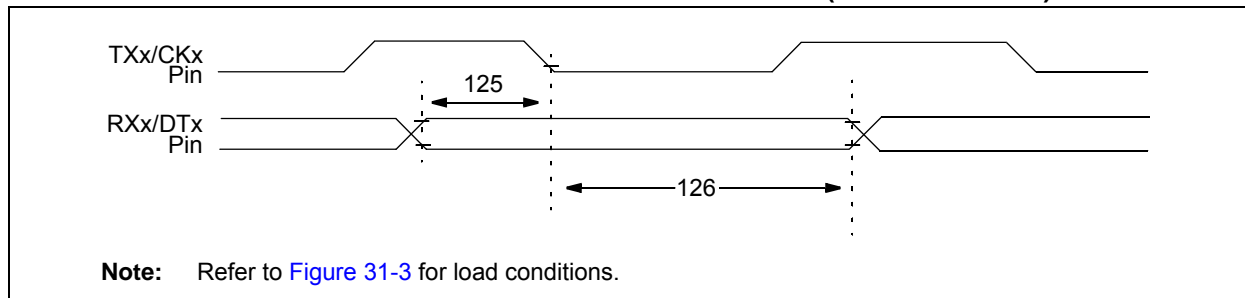 TXx/CKx
Pin
125
RXx/DTx
Pin
126
Note: Refer to Figure 31-3 for load conditions.